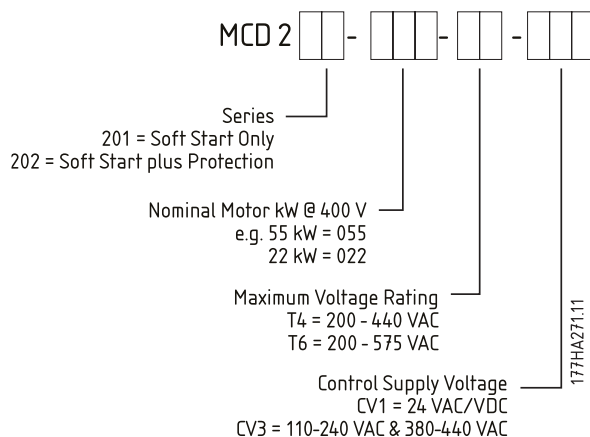 MCD 2 - - -
Series
201 = Soft Start Only
202 = Soft Start plus Protection
Nominal Motor kW @ 400 V
e.g. 55 kW = 055
22 kW = 022
Maximum Voltage Rating
T4 = 200 - 440 VAC
T6 = 200 - 575 VAC
Control Supply Voltage
CV1 = 24 VAC/VDC
CV3 = 110-240 VAC & 380-440 VAC
177HA271.11